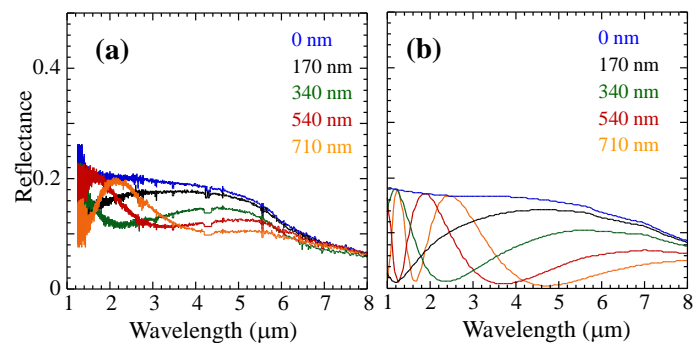 (a)
0 nm
170 nm
340 nm
540 nm
710 nm
0.4
0.2
0
Reflectance
1 2 3 4 5 6 7 8
Wavelength (μm)
(b)
0 nm
170 nm
340 nm
540 nm
710 nm
1 2 3 4 5 6 7 8
Wavelength (μm)